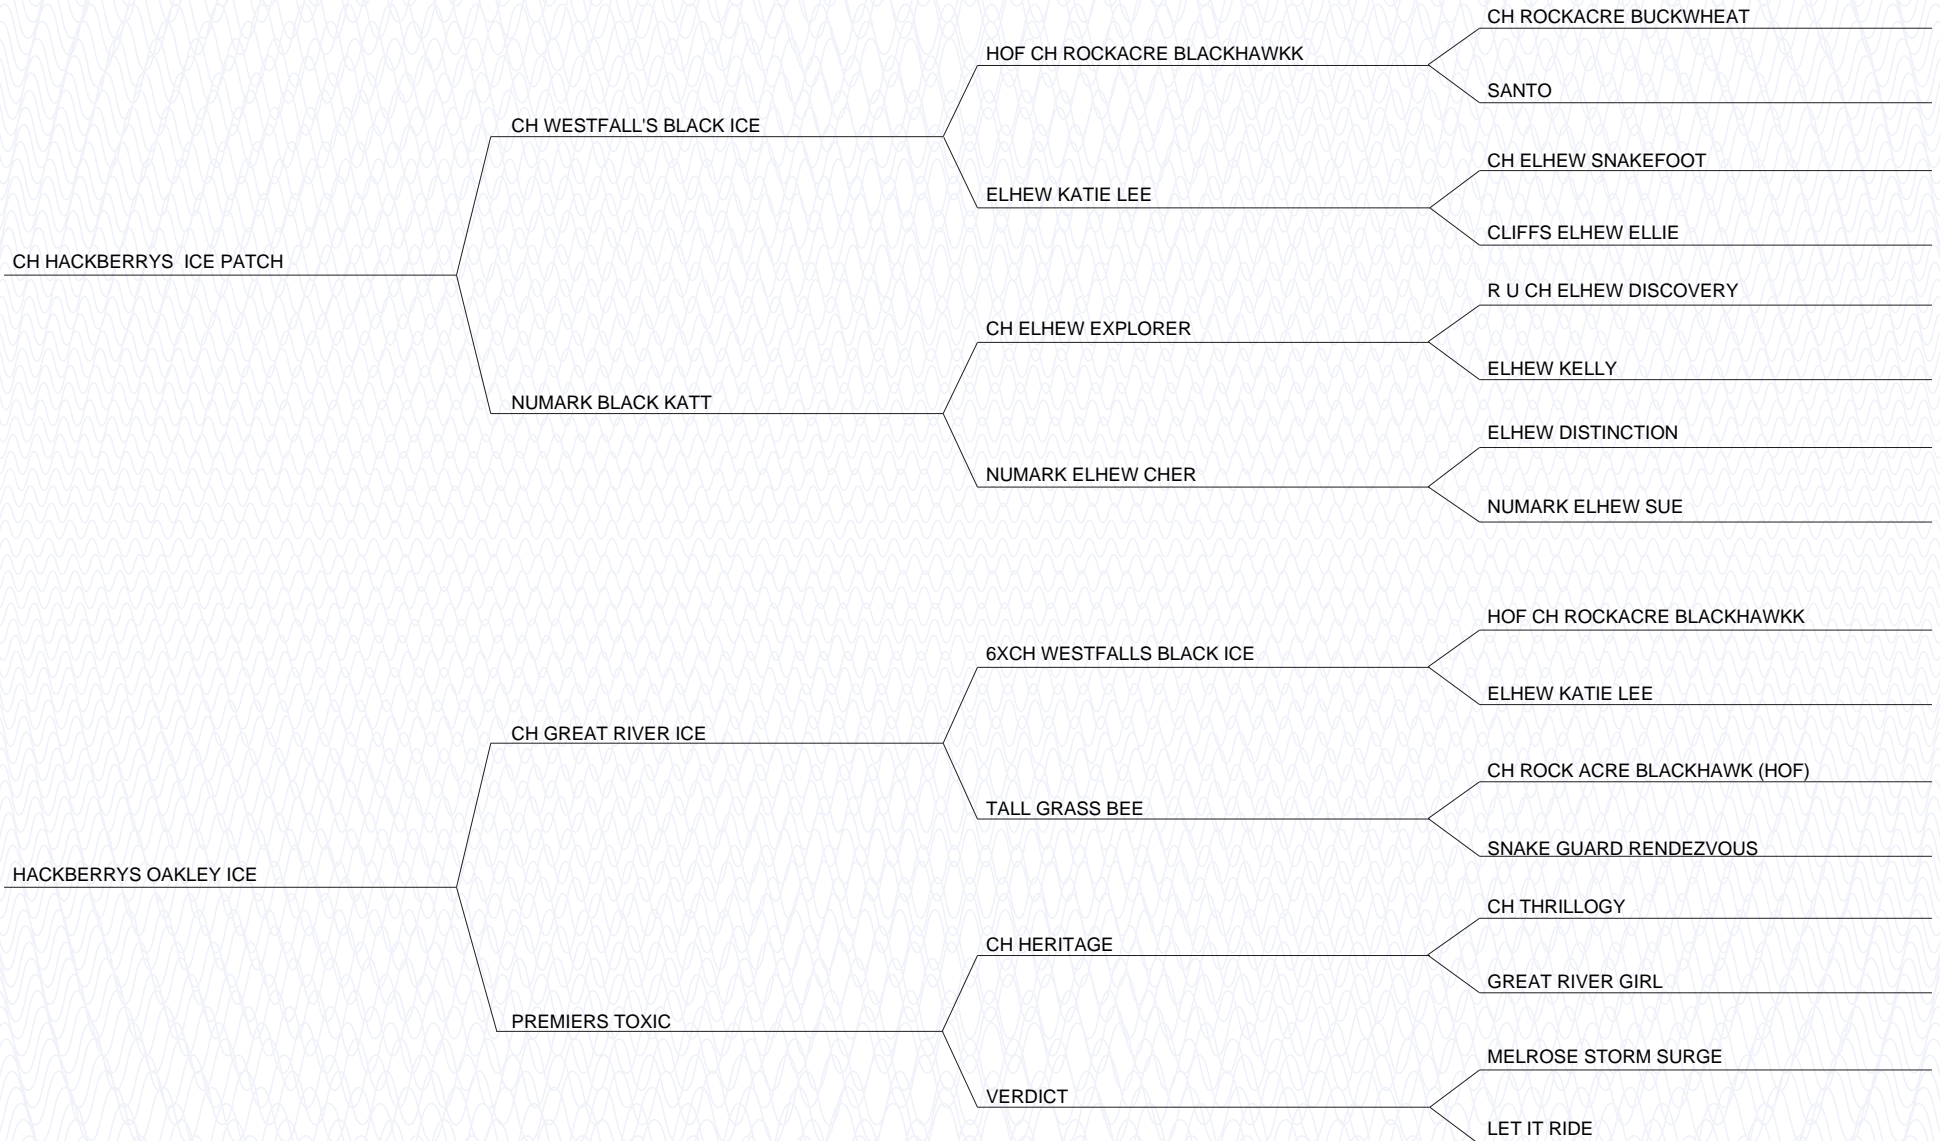 CH ROCKACRE BUCKWHEAT
HOF CH ROCKACRE BLACKHAWKK
SANTO
CH WESTFALL'S BLACK ICE
CH ELHEW SNAKEFOOT
ELHEW KATIE LEE
CLIFFS ELHEW ELLIE
CH HACKBERRYS  ICE PATCH
R U CH ELHEW DISCOVERY
CH ELHEW EXPLORER
ELHEW KELLY
NUMARK BLACK KATT
ELHEW DISTINCTION
NUMARK ELHEW CHER
NUMARK ELHEW SUE
HOF CH ROCKACRE BLACKHAWKK
6XCH WESTFALLS BLACK ICE
ELHEW KATIE LEE
CH GREAT RIVER ICE
CH ROCK ACRE BLACKHAWK (HOF)
TALL GRASS BEE
SNAKE GUARD RENDEZVOUS
HACKBERRYS OAKLEY ICE
CH THRILLOGY
CH HERITAGE
GREAT RIVER GIRL
PREMIERS TOXIC
MELROSE STORM SURGE
VERDICT
LET IT RIDE